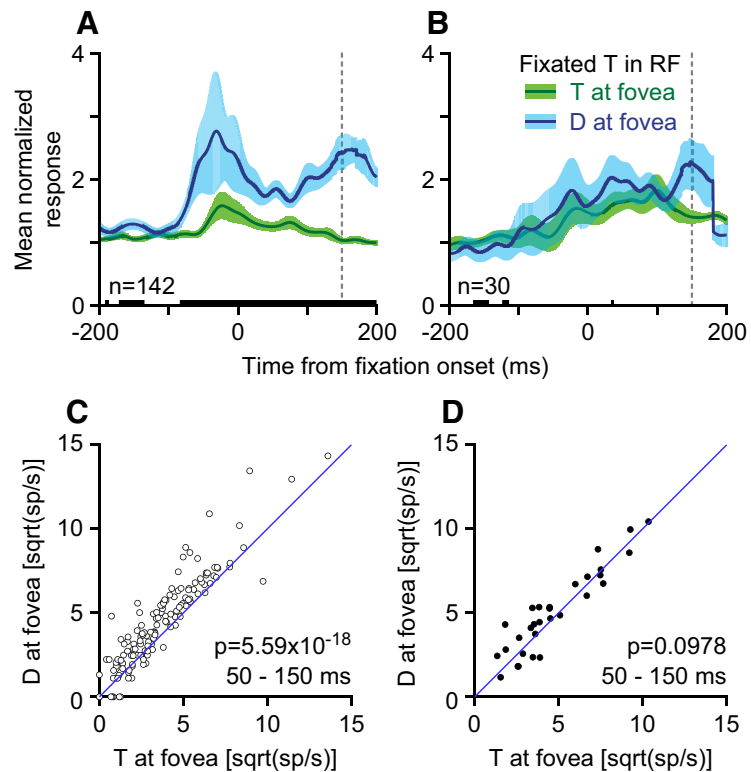 A
B
4
2
0
Mean normalized
response
n=142
-200
0
200
4
2
0
Fixated T in RF
T at fovea
D at fovea
n=30
-200
0
200
Time from fixation onset (ms)
C
D
15
10
5
0
D at fovea [sqrt(sp/s)]
p=5.59x10-18
50 - 150 ms
0
5
10
15
T at fovea [sqrt(sp/s)]
15
10
5
0
D at fovea [sqrt(sp/s)]
p=0.0978
50 - 150 ms
0
5
10
15
T at fovea [sqrt(sp/s)]